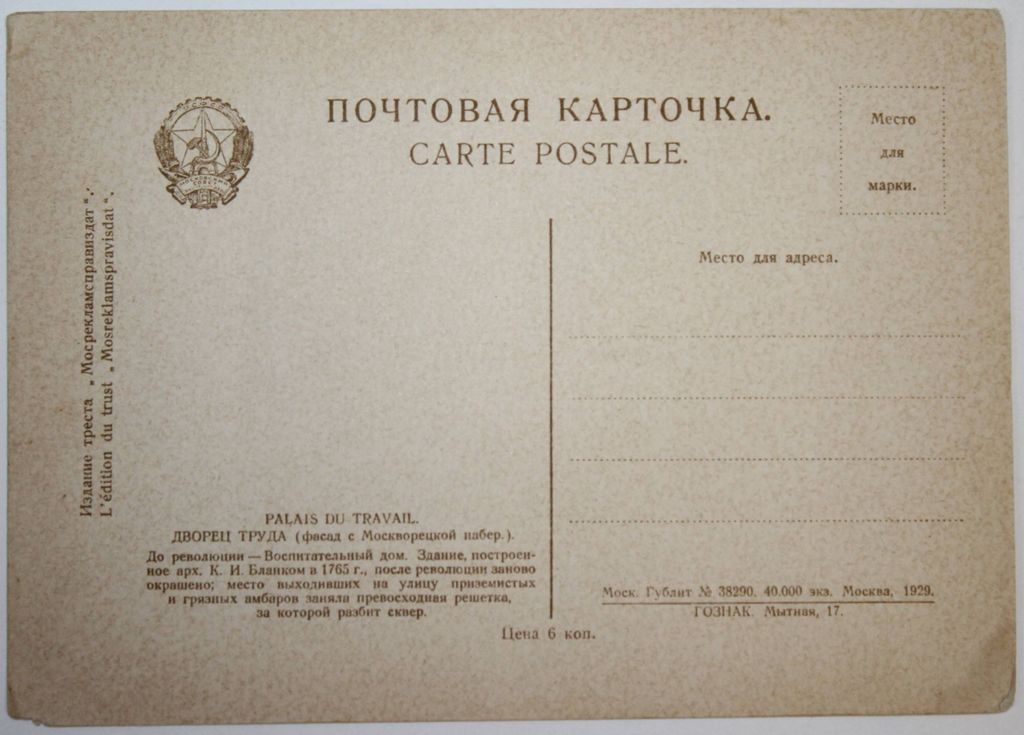 ПОЧТОВАЯ КАРТОЧКА.
CARTE POSTALE.
Место
для
марки.
МОСКОВСКИЙ
СОВЕТ
Место для адреса.
Издание треста „Мосрекламсправиздат“.
L'édition du trust „Mosreklamspravisdat“.
PALAIS DU TRAVAIL.
ДВОРЕЦ ТРУДА (фасад с Москворецкой набер.).
До революции — Воспитательный дом. Здание, построен-
ное арх. К. И. Бланком в 1765 г., после революции заново
окрашено; место выходивших на улицу приземистых
и грязных амбаров заняла превосходная решетка,
за которой разбит сквер.
Моск. Гублит № 38290. 40.000 экз. Москва, 1929.
ГОЗНАК. Мытная, 17.
Цена 6 коп.